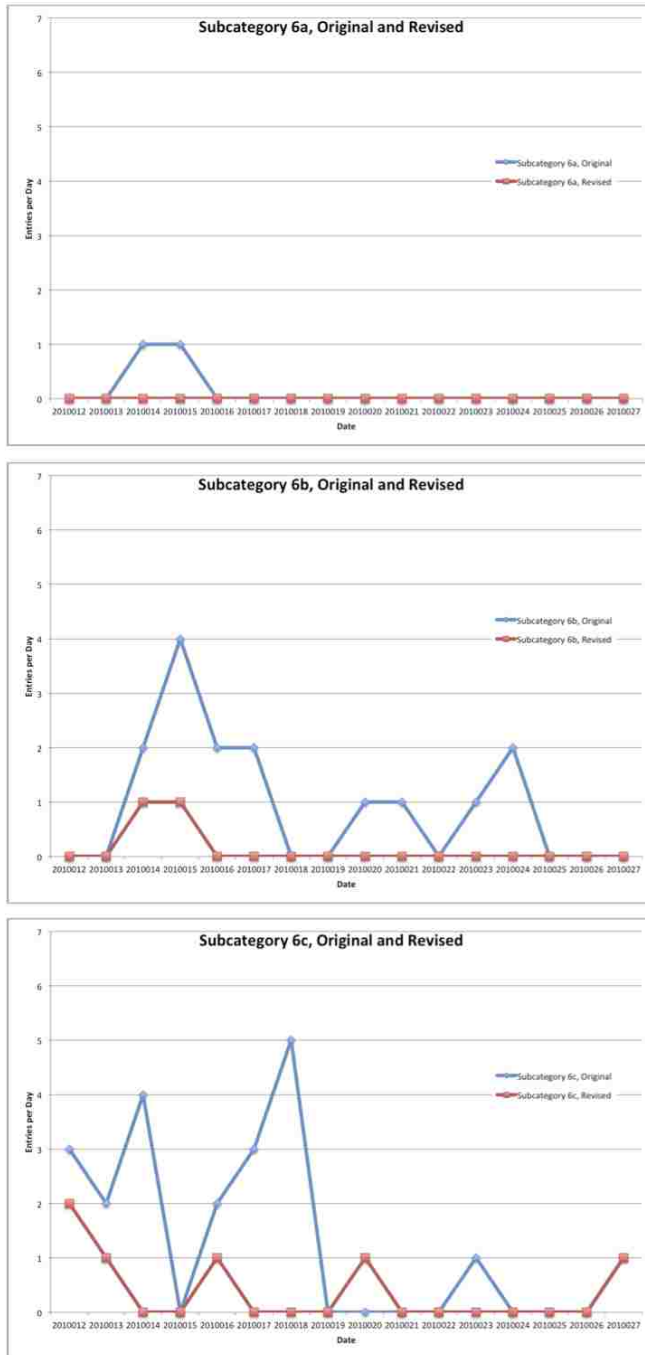 Subcategory 6a, Original and Revised
7
6
5
4
3
2
1
0
Entries per Day
Subcategory 6a, Original
Subcategory 6a, Revised
2010012 2010013 2010014 2010015 2010016 2010017 2010018 2010019 2010020 2010021 2010022 2010023 2010024 2010025 2010026 2010027
Date
Subcategory 6b, Original and Revised
7
6
5
4
3
2
1
0
Entries per Day
Subcategory 6b, Original
Subcategory 6b, Revised
2010012 2010013 2010014 2010015 2010016 2010017 2010018 2010019 2010020 2010021 2010022 2010023 2010024 2010025 2010026 2010027
Date
Subcategory 6c, Original and Revised
7
6
5
4
3
2
1
0
Entries per Day
Subcategory 6c, Original
Subcategory 6c, Revised
2010012 2010013 2010014 2010015 2010016 2010017 2010018 2010019 2010020 2010021 2010022 2010023 2010024 2010025 2010026 2010027
Date